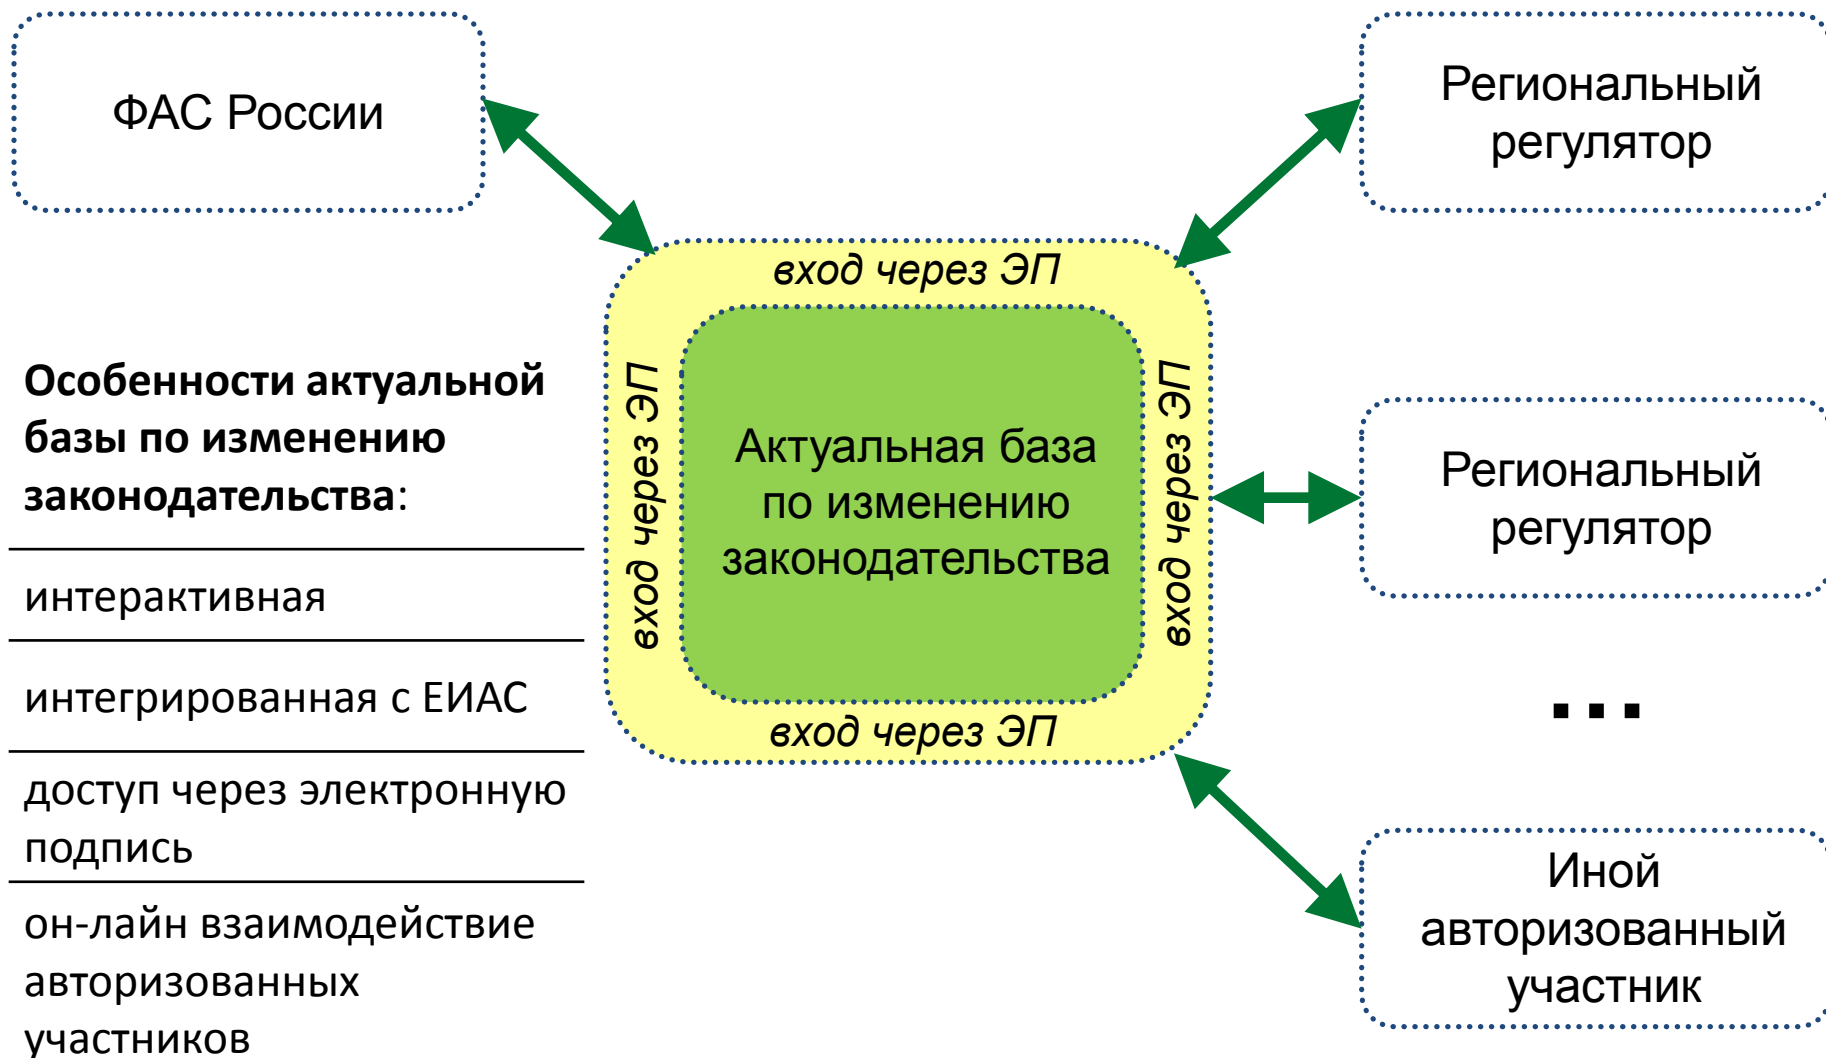 ФАС России
Региональный
регулятор
вход через ЭП
Особенности актуальной
базы по изменению
законодательства:
интерактивная
интегрированная с ЕИАС
доступ через электронную
подпись
он-лайн взаимодействие
авторизованных
участников
вход через ЭП
Актуальная база
по изменению
законодательства
вход через ЭП
вход через ЭП
Региональный
регулятор
...
Иной
авторизованный
участник